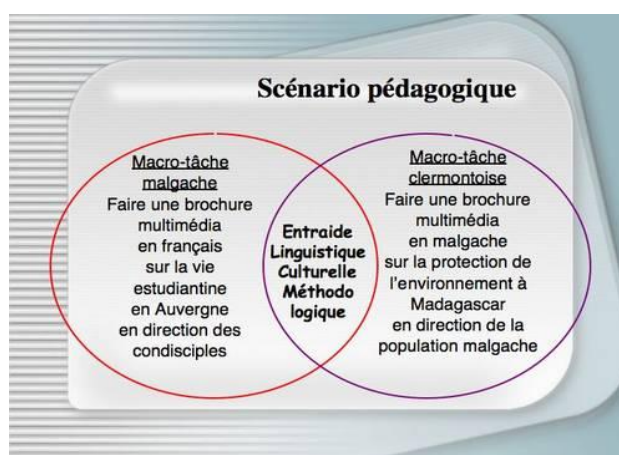 Scénario pédagogique
Macro-tâche
malgache
Faire une brochure
multimédia
en français
sur la vie
estudiantine
en Auvergne
en direction des
condisciples
Entraide
Linguistique
Culturelle
Méthodo
logique
Macro-tâche
clermontoise
Faire une brochure
multimédia
en malgache
sur la protection de
l'environnement à
Madagascar
en direction de la
population malgache